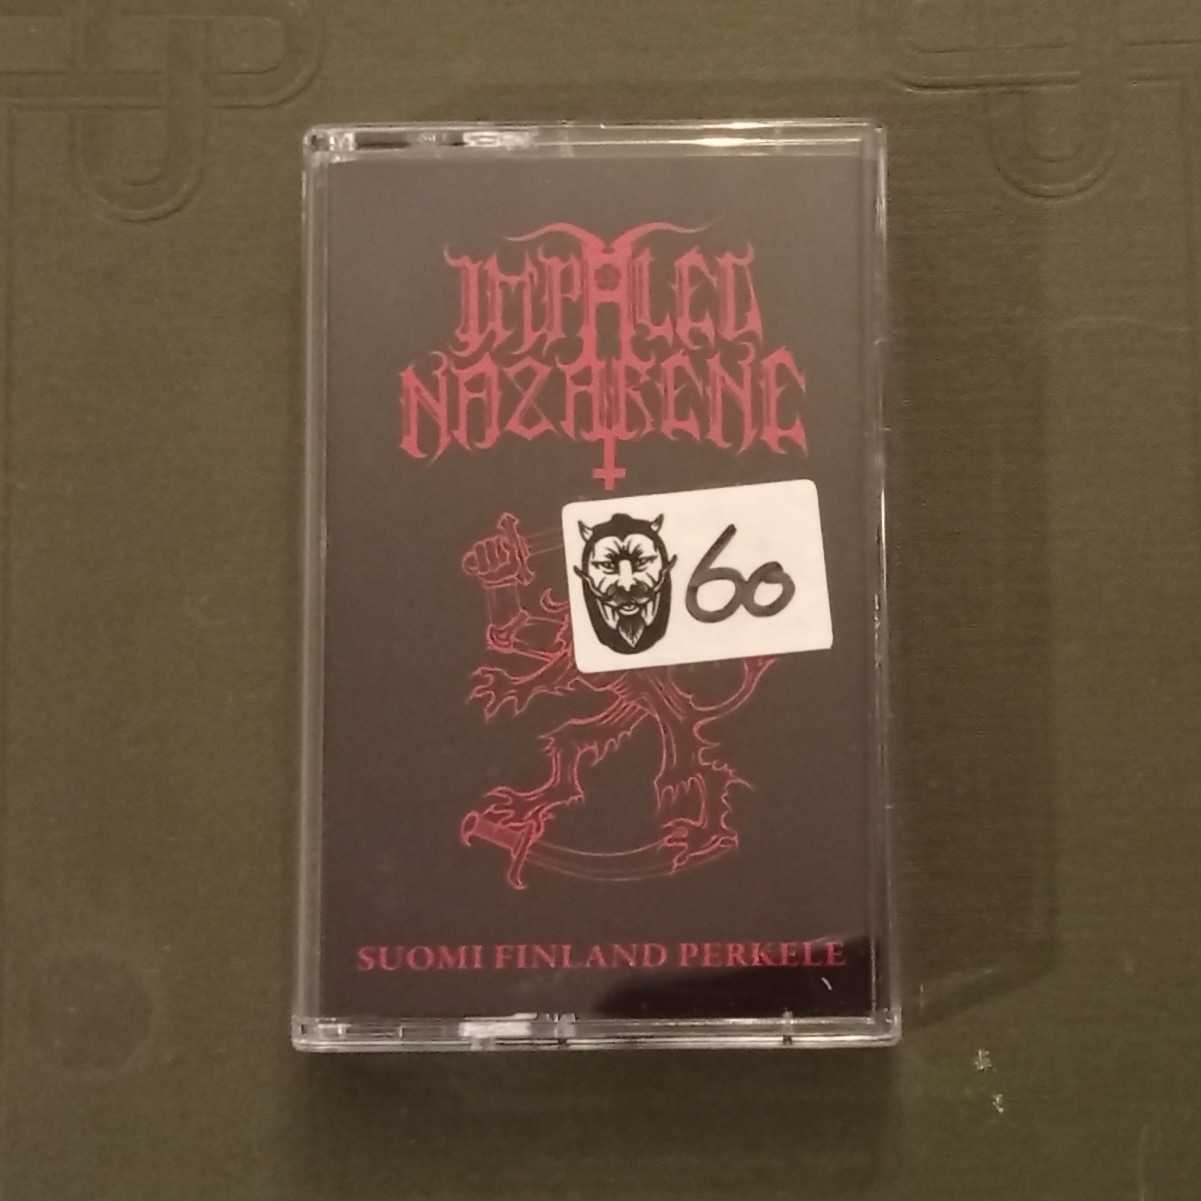 IMPALED
NAZARENE
60
SUOMI FINLAND PERKELE